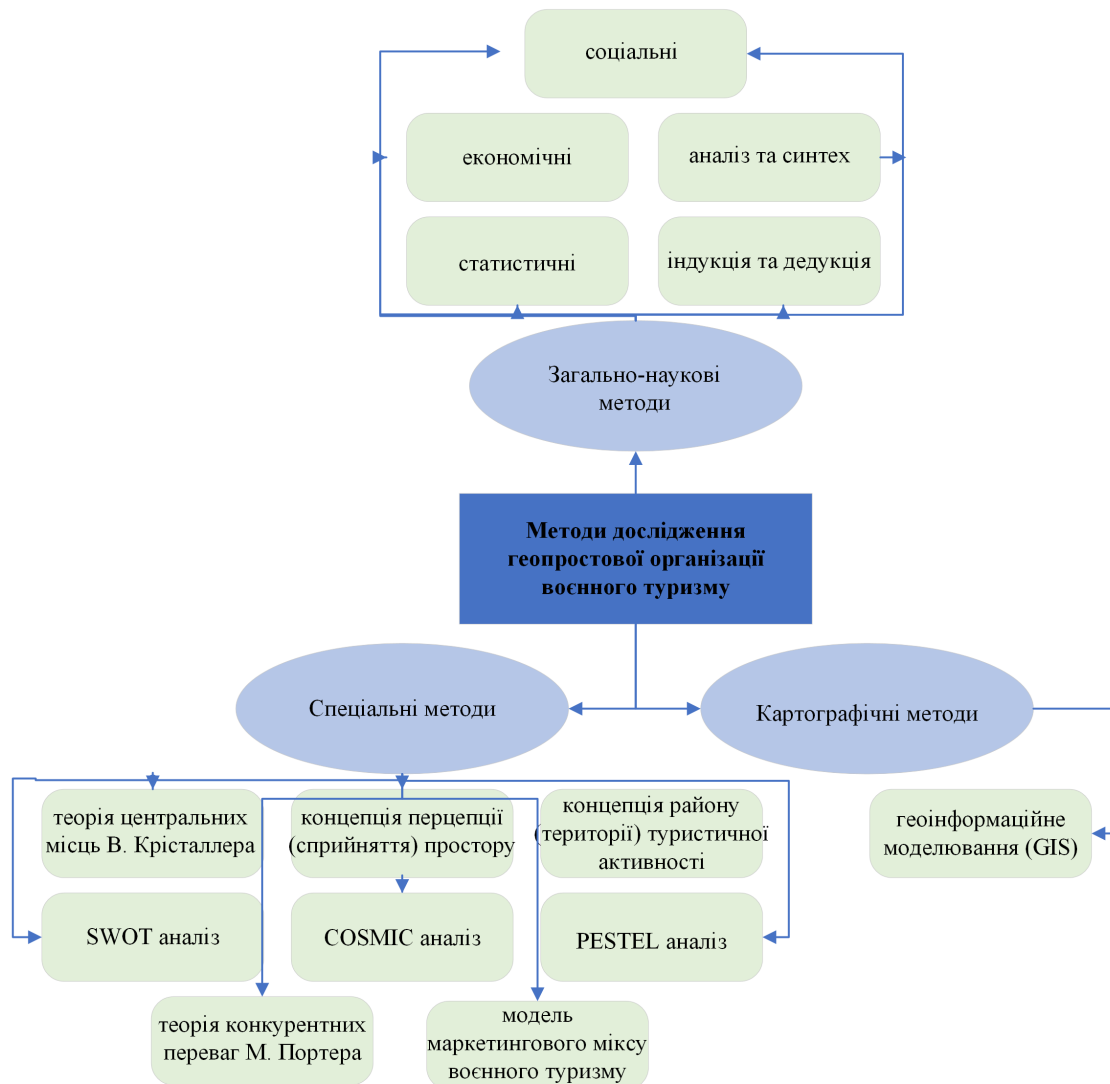 соціальні
економічні
аналіз та синтех
статистичні
індукція та дедукція
Загально-наукові
методи
Методи дослідження
геопростової організації
воєнного туризму
Спеціальні методи
Картографічні методи
теорія центральних
місць В. Крісталлера
концепція перцепції
(сприйняття) простору
концепція району
(території) туристичної
активності
геоінформаційне
моделювання (GIS)
SWOT аналіз
COSMIC аналіз
PESTEL аналіз
теорія конкурентних
переваг М. Портера
модель
маркетингового міксу
воєнного туризму